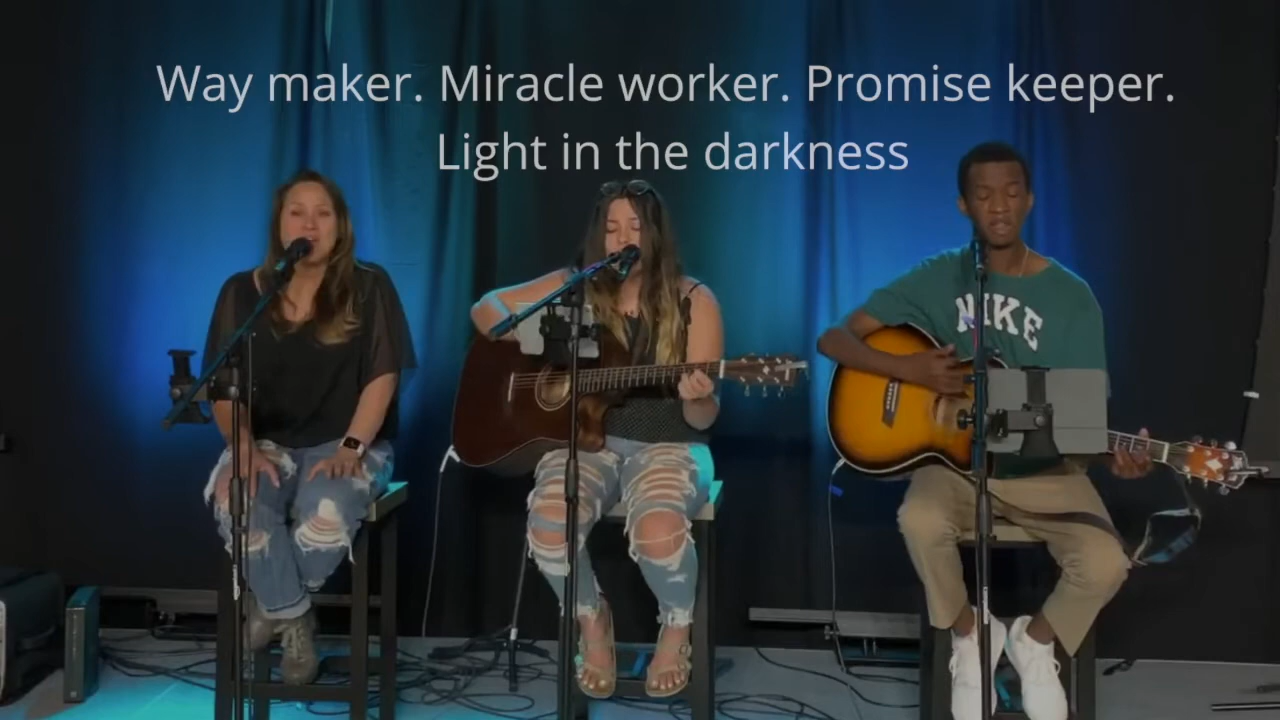 Way maker. Miracle worker. Promise keeper.
Light in the darkness
NIKE